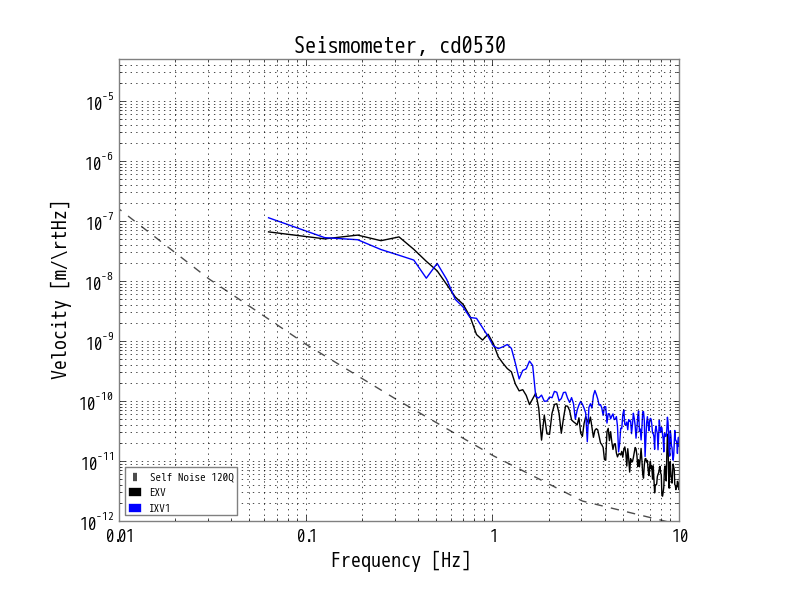 Seismometer, cd0530
10^-5
10^-6
10^-7
10^-8
10^-9
10^-10
10^-11
10^-12
Velocity [m/\rtHz]
Self Noise 120Q
EXV
IXV1
0.01 0.1 1 10
Frequency [Hz]